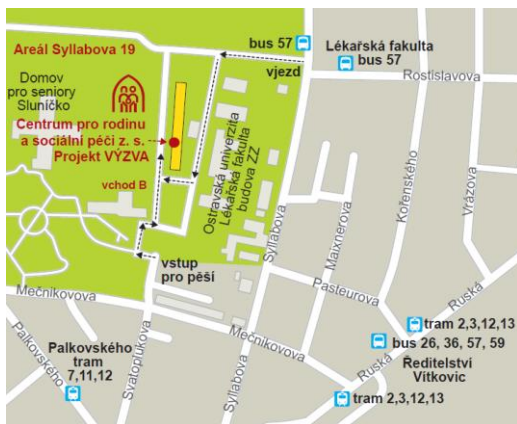 Areál Syllabova 19
bus 57
Lékařská fakulta
bus 57
vjezd
Rostislavova
Domov
pro seniory
Sluníčko
Centrum pro rodinu
a sociální péči z. s.
Projekt VÝZVA
vchod B
Ostravská univerzita
Lékařská fakulta
budova ZZ
Syllabova
Maixnerova
Kořenského
Vrázova
vstup
pro pěší
Pasteurova
Ruská
Mečnikovova
Mečnikovova
tram 2,3,12,13
bus 26, 36, 57, 59
Ředitelství
Vítkovic
Palkovského
tram
7,11,12
Palkovského
Svatoplukova
Syllabova
Ruská
tram 2,3,12,13